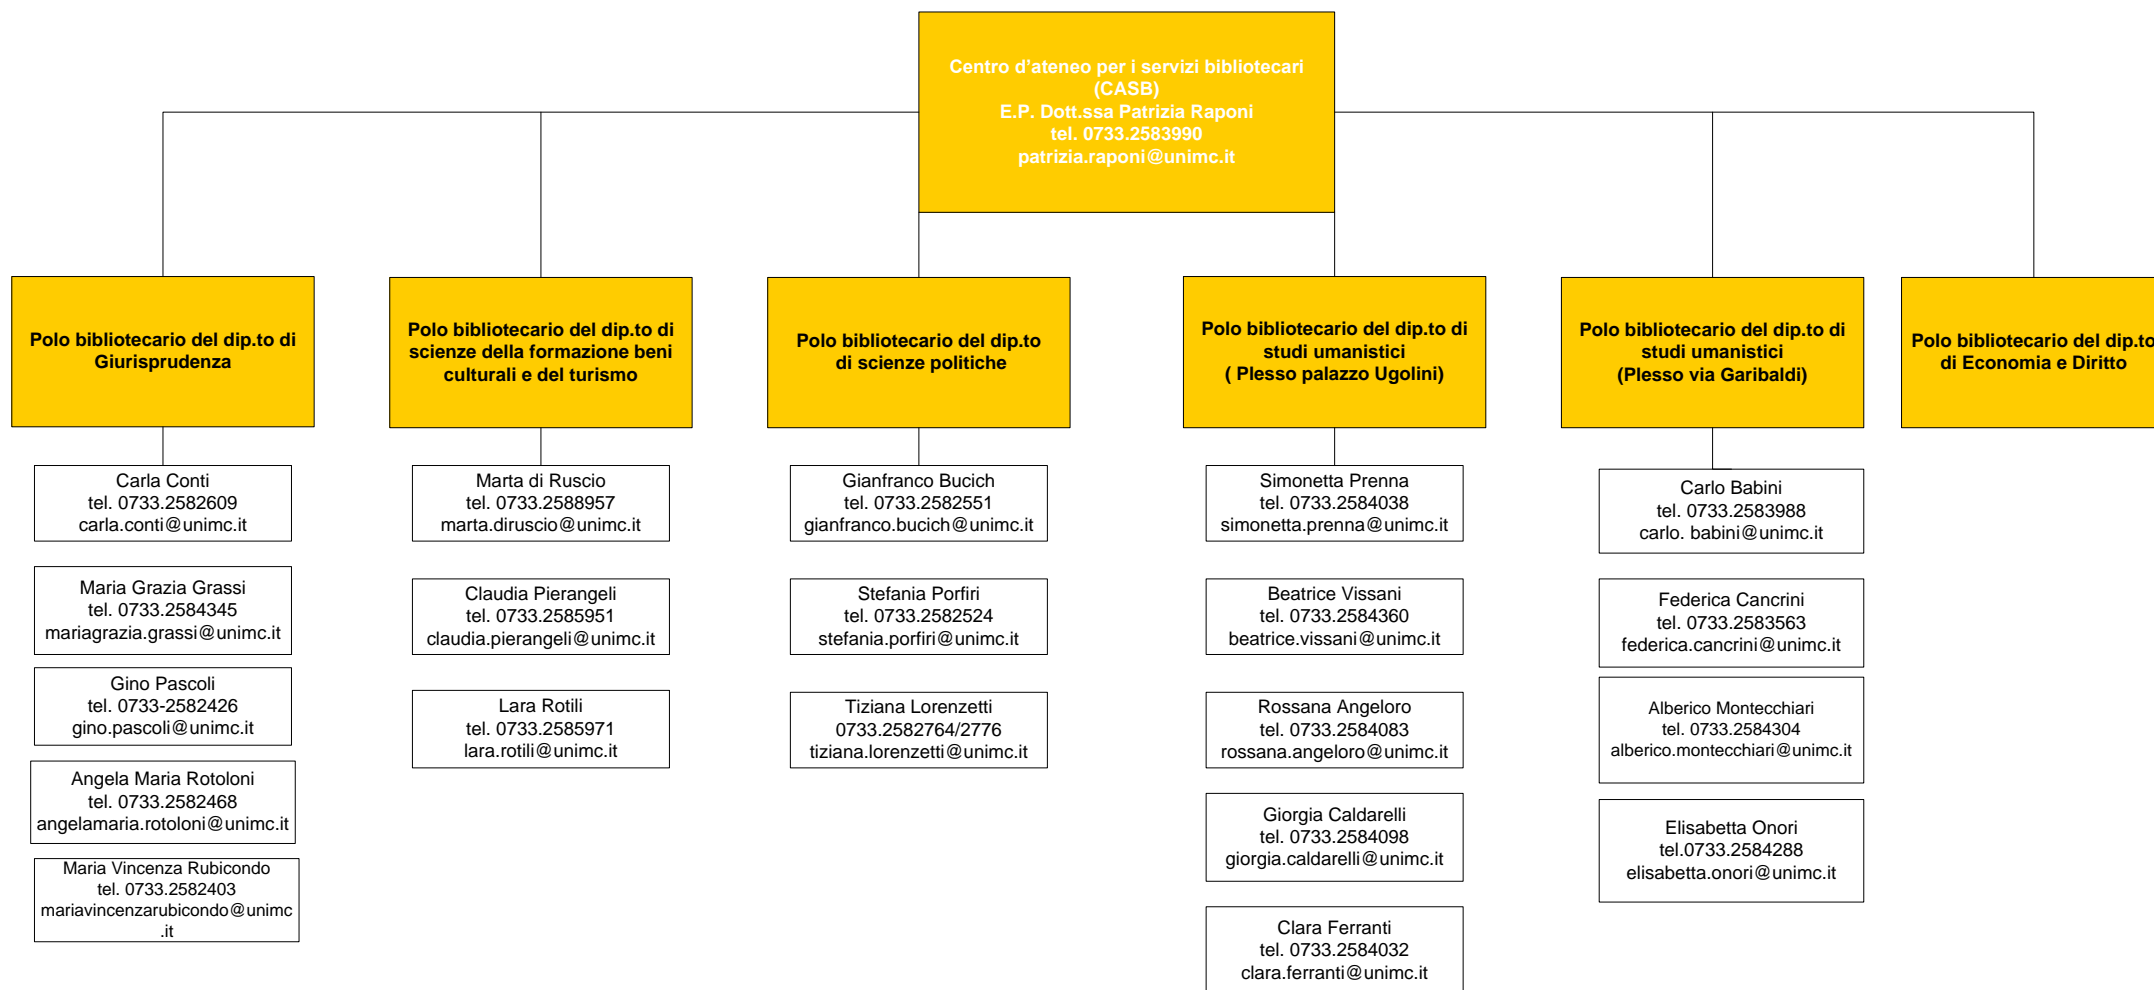 Centro d'ateneo per i servizi bibliotecari
(CASB)
E.P. Dott.ssa Patrizia Raponi
tel. 0733.2583990
patrizia.raponi@unimc.it
Polo bibliotecario del dip.to di
Giurisprudenza
Polo bibliotecario del dip.to di
scienze della formazione beni
culturali e del turismo
Polo bibliotecario del dip.to
di scienze politiche
Polo bibliotecario del dip.to di
studi umanistici
( Plesso palazzo Ugolini)
Polo bibliotecario del dip.to di
studi umanistici
(Plesso via Garibaldi)
Polo bibliotecario del dip.to
di Economia e Diritto
Carla Conti
tel. 0733.2582609
carla.conti@unimc.it
Maria Grazia Grassi
tel. 0733.2584345
mariagrazia.grassi@unimc.it
Gino Pascoli
tel. 0733-2582426
gino.pascoli@unimc.it
Angela Maria Rotoloni
tel. 0733.2582468
angelamaria.rotoloni@unimc.it
Maria Vincenza Rubicondo
tel. 0733.2582403
mariavincenzarubicondo@unimc
.it
Marta di Ruscio
tel. 0733.2588957
marta.diruscio@unimc.it
Claudia Pierangeli
tel. 0733.2585951
claudia.pierangeli@unimc.it
Lara Rotili
tel. 0733.2585971
lara.rotili@unimc.it
Gianfranco Bucich
tel. 0733.2582551
gianfranco.bucich@unimc.it
Stefania Porfiri
tel. 0733.2582524
stefania.porfiri@unimc.it
Tiziana Lorenzetti
0733.2582764/2776
tiziana.lorenzetti@unimc.it
Simonetta Prenna
tel. 0733.2584038
simonetta.prenna@unimc.it
Beatrice Vissani
tel. 0733.2584360
beatrice.vissani@unimc.it
Rossana Angeloro
tel. 0733.2584083
rossana.angeloro@unimc.it
Giorgia Caldarelli
tel. 0733.2584098
giorgia.caldarelli@unimc.it
Clara Ferranti
tel. 0733.2584032
clara.ferranti@unimc.it
Carlo Babini
tel. 0733.2583988
carlo. babini@unimc.it
Federica Cancrini
tel. 0733.2583563
federica.cancrini@unimc.it
Alberico Montecchiari
tel. 0733.2584304
alberico.montecchiari@unimc.it
Elisabetta Onori
tel.0733.2584288
elisabetta.onori@unimc.it